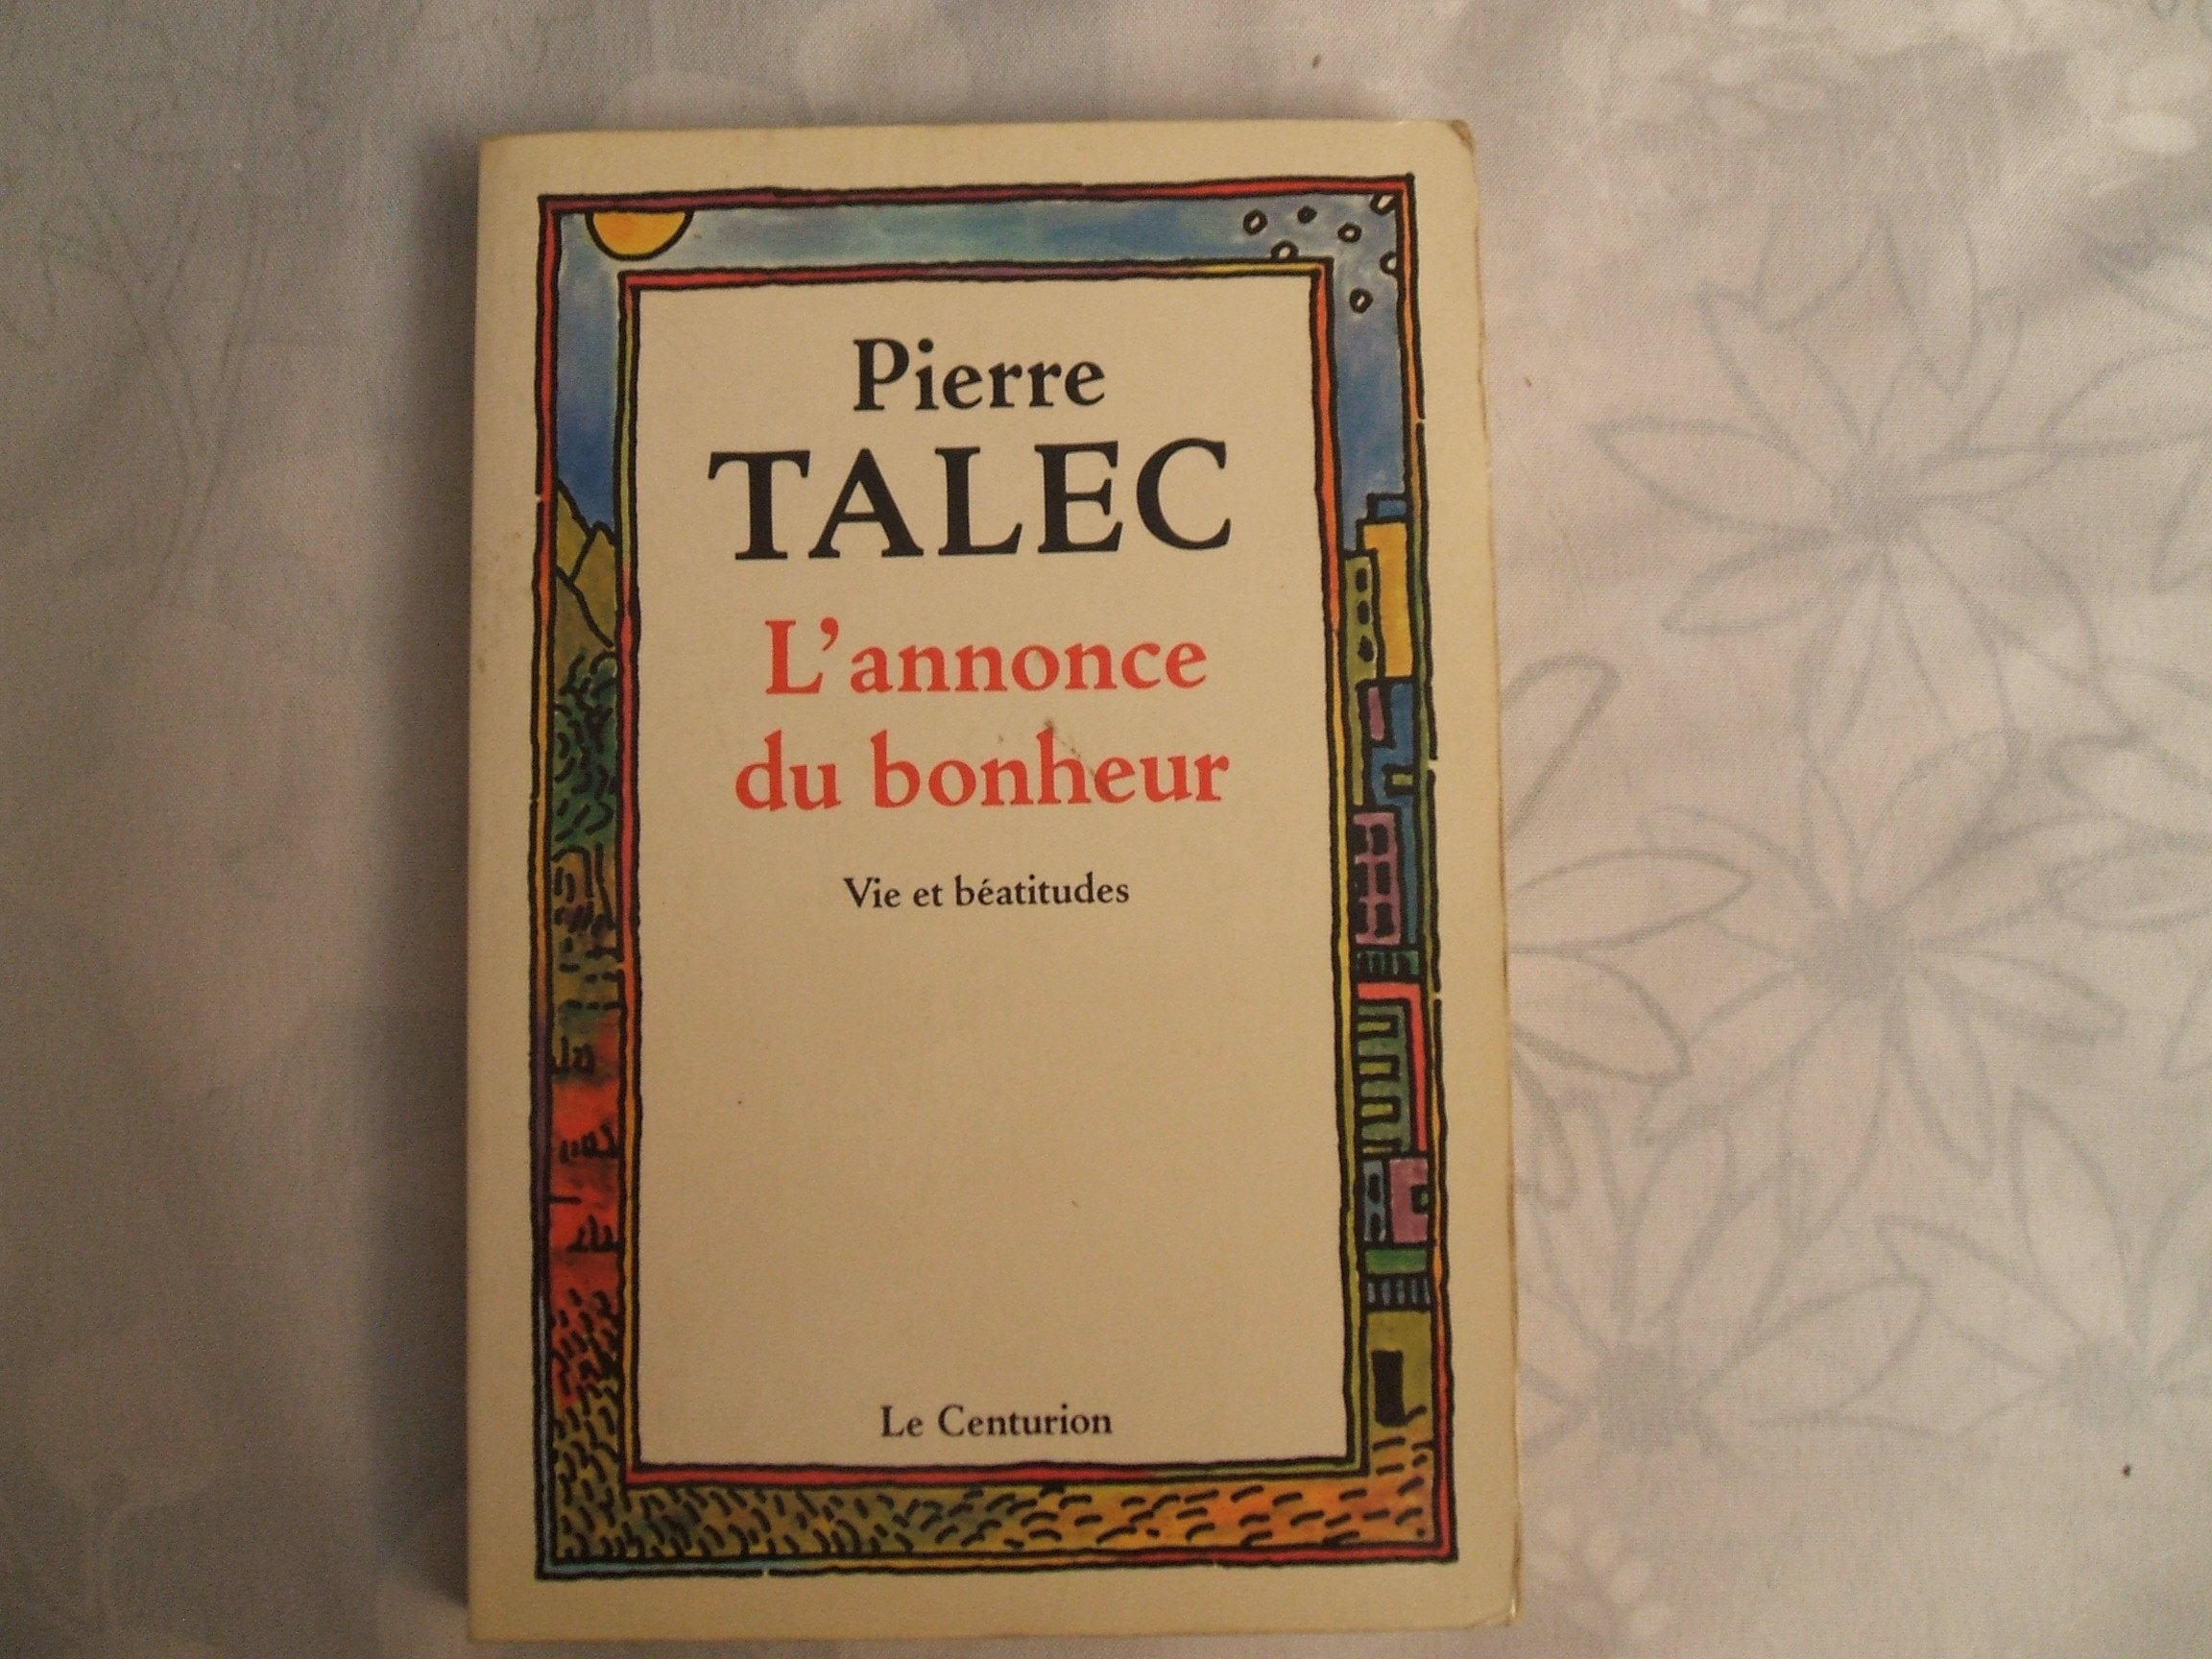 Pierre
TALEC
L'annonce
du bonheur
Vie et béatitudes
Le Centurion